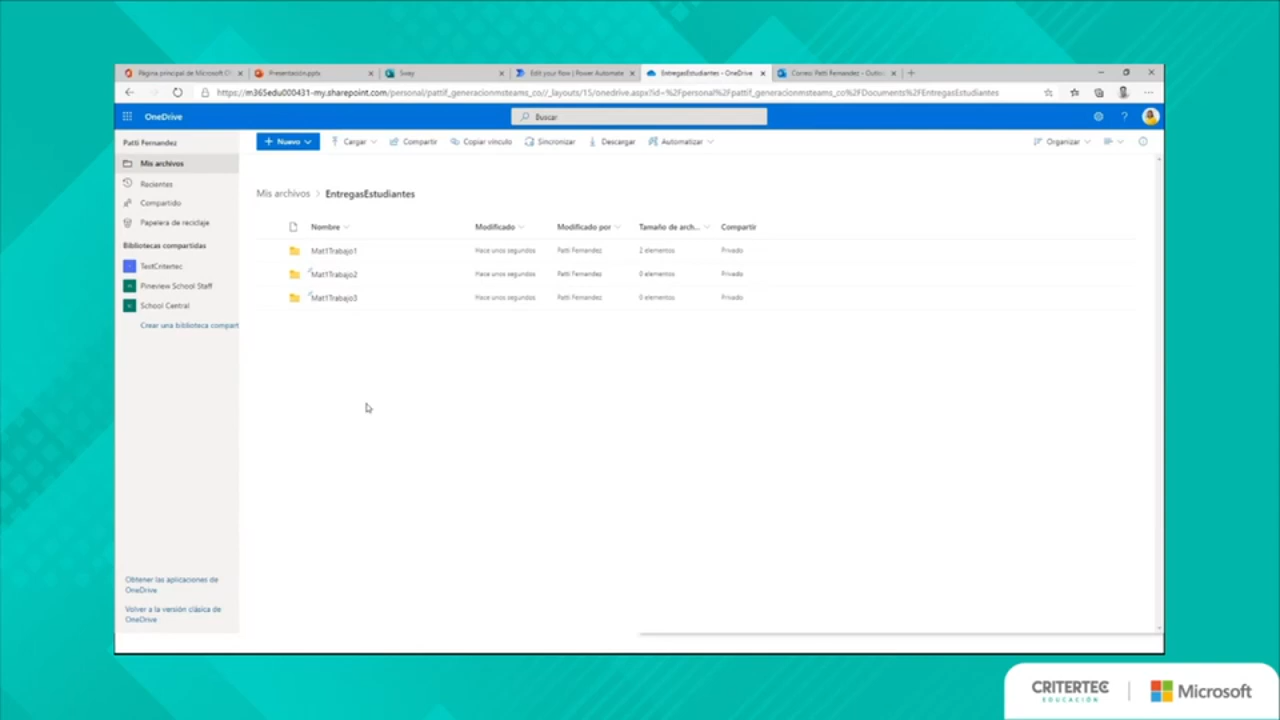 Página principal de Microsoft O
Presentación.pptx
Sway
Edit your flow | Power Automate
EntregasEstudiantes - OneDrive
Correo: Patti Fernandez - Outloo
https://m365edu000431-my.sharepoint.com/personal/pattif_generacionmsteams_co//_layouts/15/onedrive.aspx?id=%2Fpersonal%2Fpattif_generacionmsteams_co%2FDocuments%2FEntregasEstudiantes
OneDrive
Buscar
Patti Fernandez
Nuevo Cargar Compartir Copiar vínculo Sincronizar Descargar Automatizar Organizar
Mis archivos
Recientes
Compartido
Papelera de reciclaje
Bibliotecas compartidas
TestCritertec
Pineview School Staff
School Central
Crear una biblioteca compart
Mis archivos > EntregasEstudiantes
Nombre Modificado Modificado por Tamaño de arch... Compartir
Mat1Trabajo1 Hace unos segundos Patti Fernandez 2 elementos Privado
Mat1Trabajo2 Hace unos segundos Patti Fernandez 0 elementos Privado
Mat1Trabajo3 Hace unos segundos Patti Fernandez 0 elementos Privado
Obtener las aplicaciones de
OneDrive
Volver a la versión clásica de
OneDrive
CRITERTEC
EDUCACIÓN
Microsoft